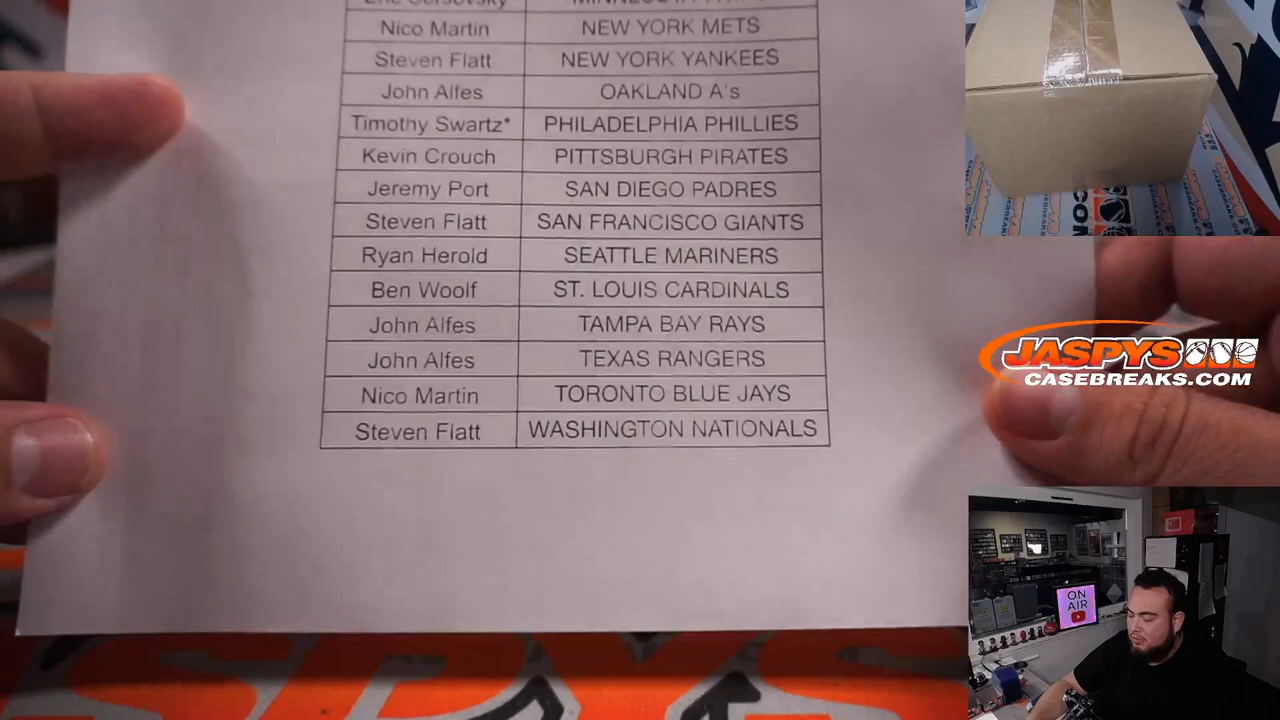 Nico Martin NEW YORK METS
Steven Flatt NEW YORK YANKEES
John Alfes OAKLAND A's
Timothy Swartz* PHILADELPHIA PHILLIES
Kevin Crouch PITTSBURGH PIRATES
Jeremy Port SAN DIEGO PADRES
Steven Flatt SAN FRANCISCO GIANTS
Ryan Herold SEATTLE MARINERS
Ben Woolf ST. LOUIS CARDINALS
John Alfes TAMPA BAY RAYS
John Alfes TEXAS RANGERS
Nico Martin TORONTO BLUE JAYS
Steven Flatt WASHINGTON NATIONALS
JASPYS
CASEBREAKS.COM
ON
AIR